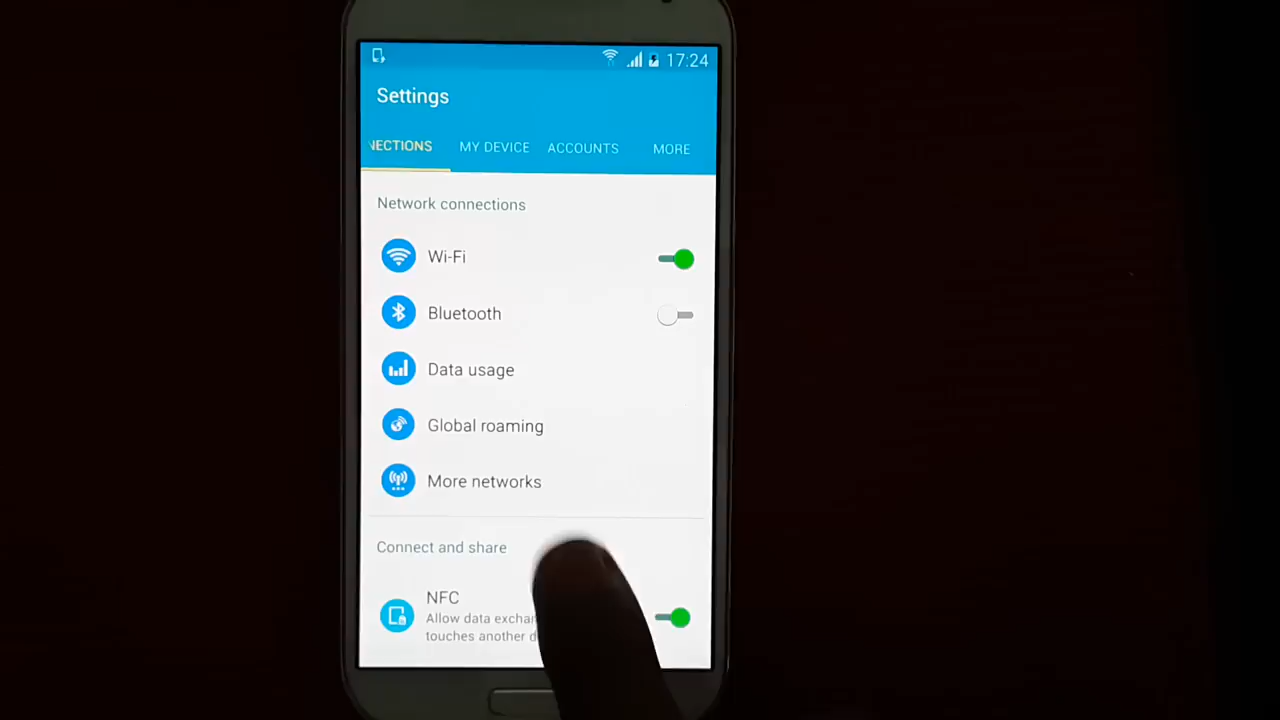 17:24
Settings
NECTIONS MY DEVICE ACCOUNTS MORE
Network connections
Wi-Fi
Bluetooth
Data usage
Global roaming
More networks
Connect and share
NFC
Allow data
touches another